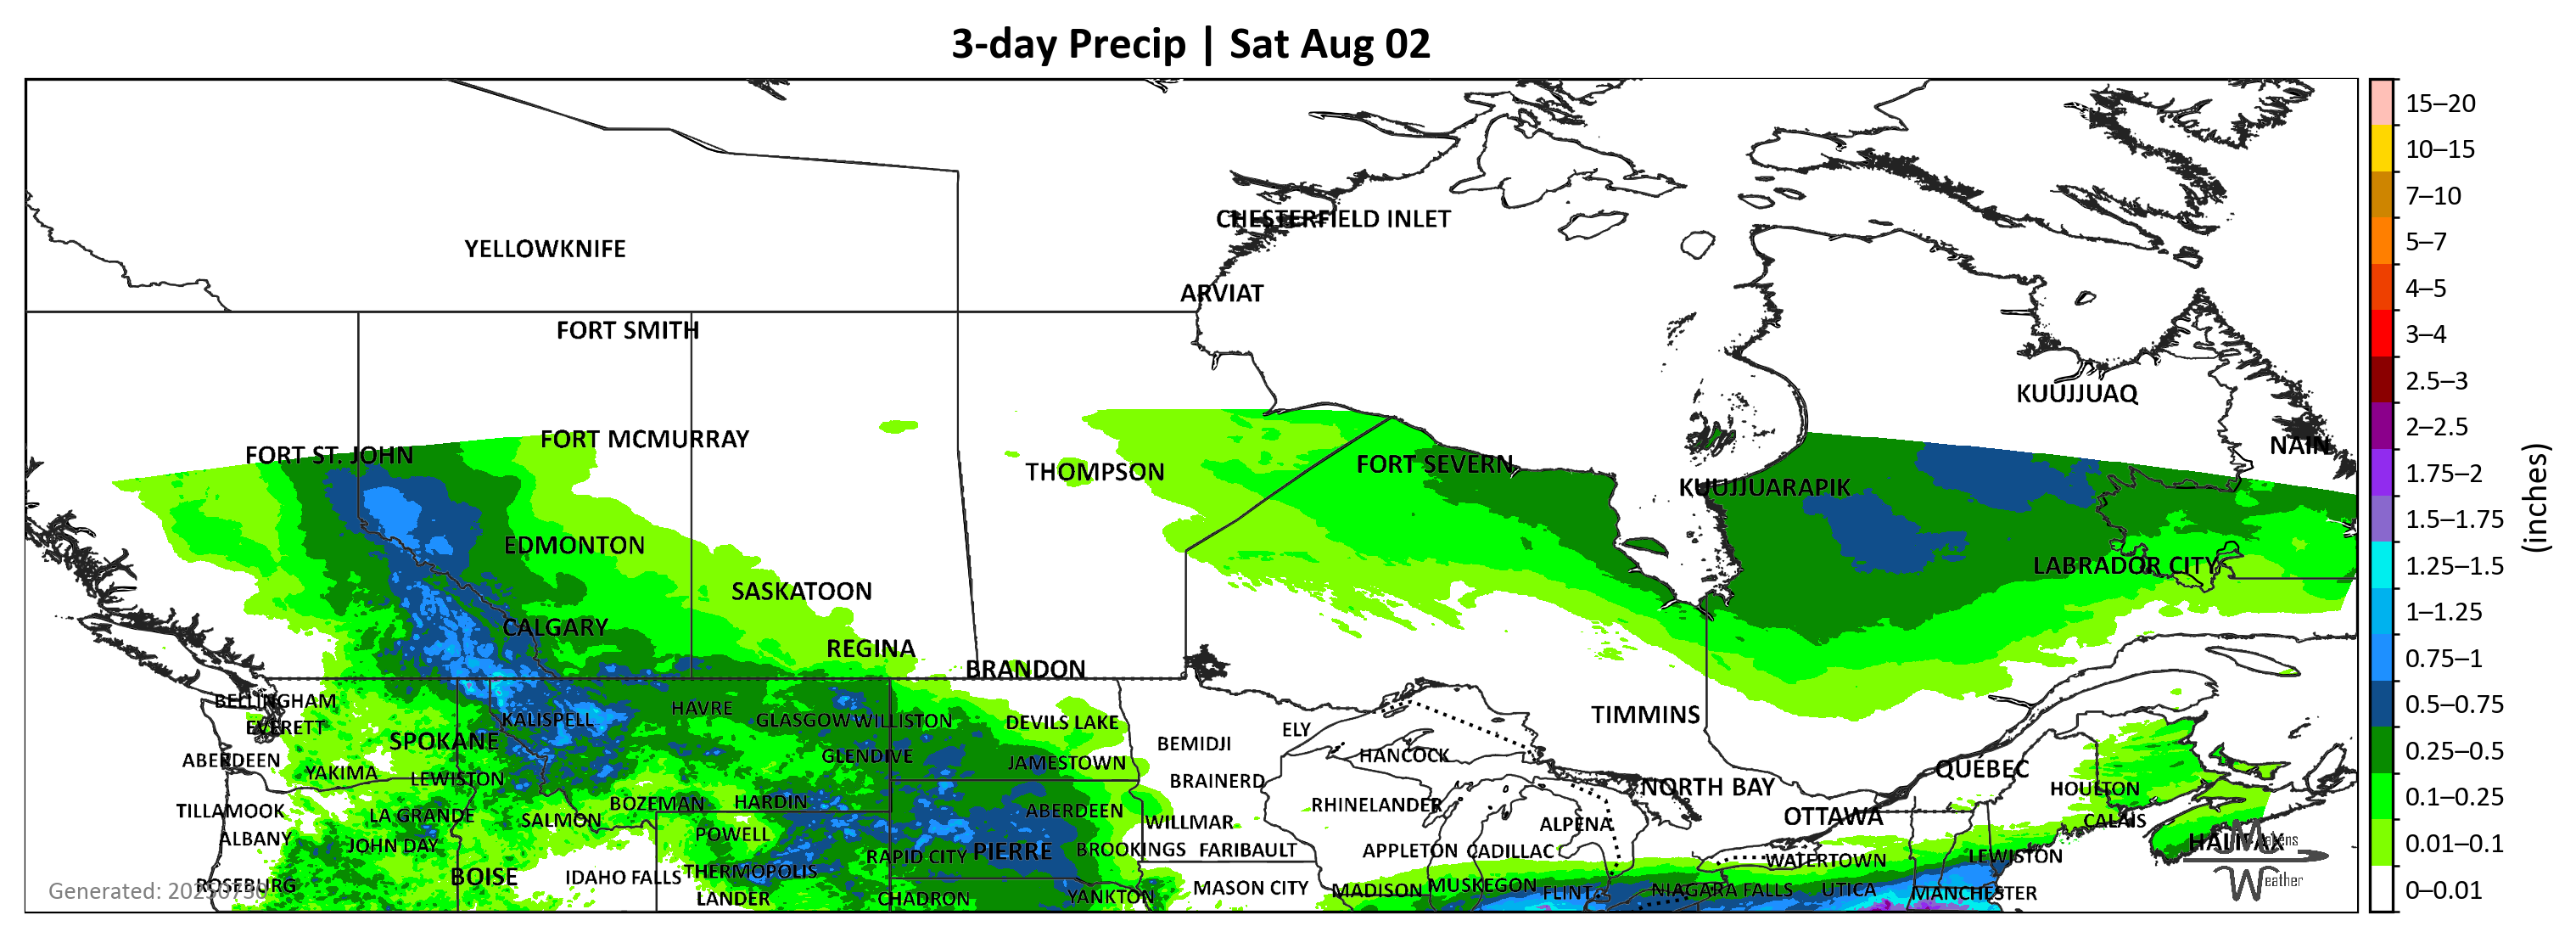 3-day Precip | Sat Aug 02
CHESTERFIELD INLET
YELLOWKNIFE
ARVIAT
FORT SMITH
KUUJJUAQ
FORT MCMURRAY
NAIN
FORT ST. JOHN
FORT SEVERN
THOMPSON
KUUJJUARAPIK
EDMONTON
LABRADOR CITY
SASKATOON
CALGARY
REGINA
BRANDON
BELLINGHAM
HAVRE
TIMMINS
KALISPELL
GLASGOW
WILLISTON
DEVILS LAKE
EVERETT
ELY
SPOKANE
BEMIDJI
HANCOCK
GLENDIVE
ABERDEEN
JAMESTOWN
QUÉBEC
YAKIMA
LEWISTON
BRAINERD
NORTH BAY
HOULTON
BOZEMAN
HARDIN
RHINELANDER
TILLAMOOK
ABERDEEN
LA GRANDE
SALMON
OTTAWA
CALAIS
WILLMAR
ALPENA
POWELL
ALBANY
HALIFAX
JOHN DAY
BROOKINGS
FARIBAULT
APPLETON
CADILLAC
PIERRE
RAPID CITY
LEWISTON
WATERTOWN
THERMOPOLIS
BOISE
IDAHO FALLS
ROSEBURG
MUSKEGON
MASON CITY
MADISON
NIAGARA FALLS
UTICA
FLINT
MANCHESTER
LANDER
CHADRON
YANKTON
Weather
15–20
10–15
7–10
5–7
4–5
3–4
2.5–3
2–2.5
1.75–2
1.5–1.75
1.25–1.5
1–1.25
0.75–1
0.5–0.75
0.25–0.5
0.1–0.25
0.01–0.1
0–0.01
(inches)